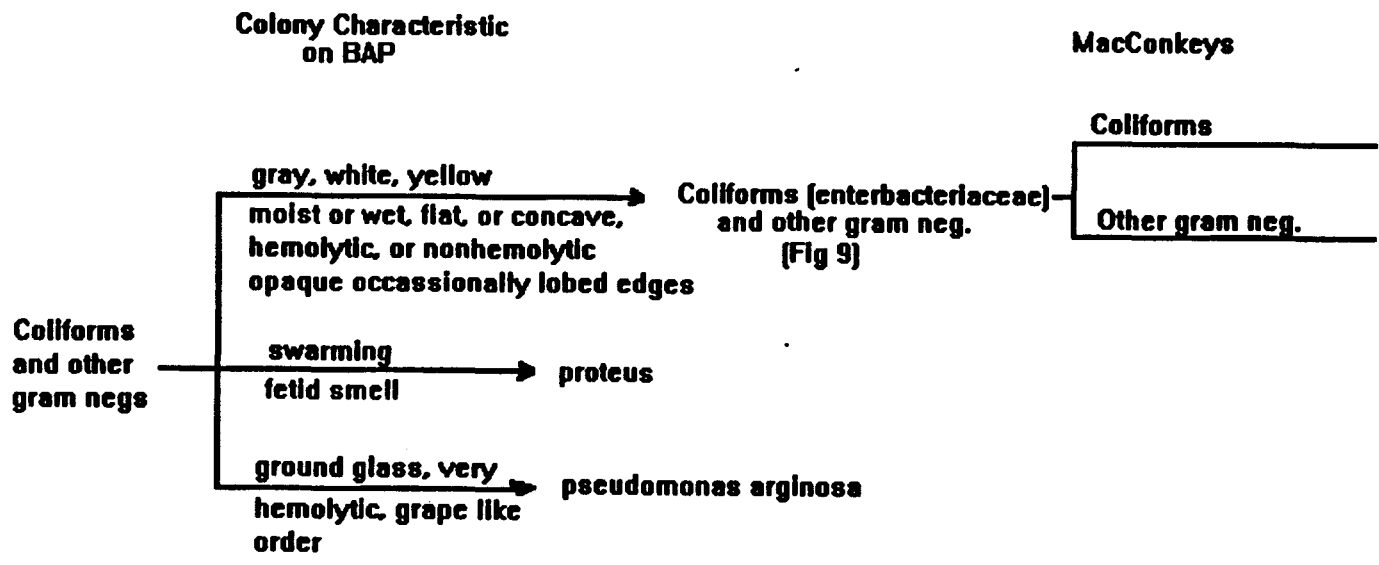 Colony Characteristic
on BAP
MacConkeys
Coliforms
gray, white, yellow
moist or wet, flat, or concave,
hemolytic, or nonhemolytic
opaque occassionally lobed edges
Coliforms (enterbacteriaceae)
and other gram neg.
(Fig 9)
Other gram neg.
Coliforms
and other
gram negs
swarming
fetid smell
proteus
ground glass, very
hemolytic, grape like
order
pseudomonas arginosa